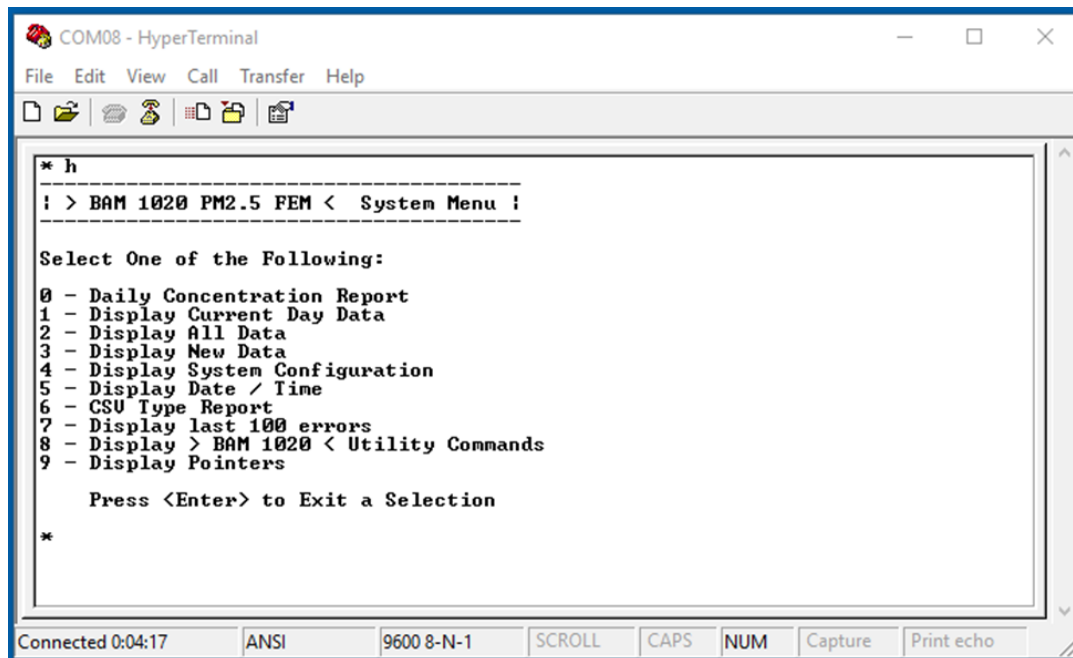 COM08 - HyperTerminal
File Edit View Call Transfer Help
* h
----------------------------------------
¦ > BAM 1020 PM2.5 FEM < System Menu ¦
----------------------------------------
Select One of the Following:
0 - Daily Concentration Report
1 - Display Current Day Data
2 - Display All Data
3 - Display New Data
4 - Display System Configuration
5 - Display Date / Time
6 - CSV Type Report
7 - Display last 100 errors
8 - Display > BAM 1020 < Utility Commands
9 - Display Pointers
Press <Enter> to Exit a Selection
*
Connected 0:04:17 ANSI 9600 8-N-1 SCROLL CAPS NUM Capture Print echo